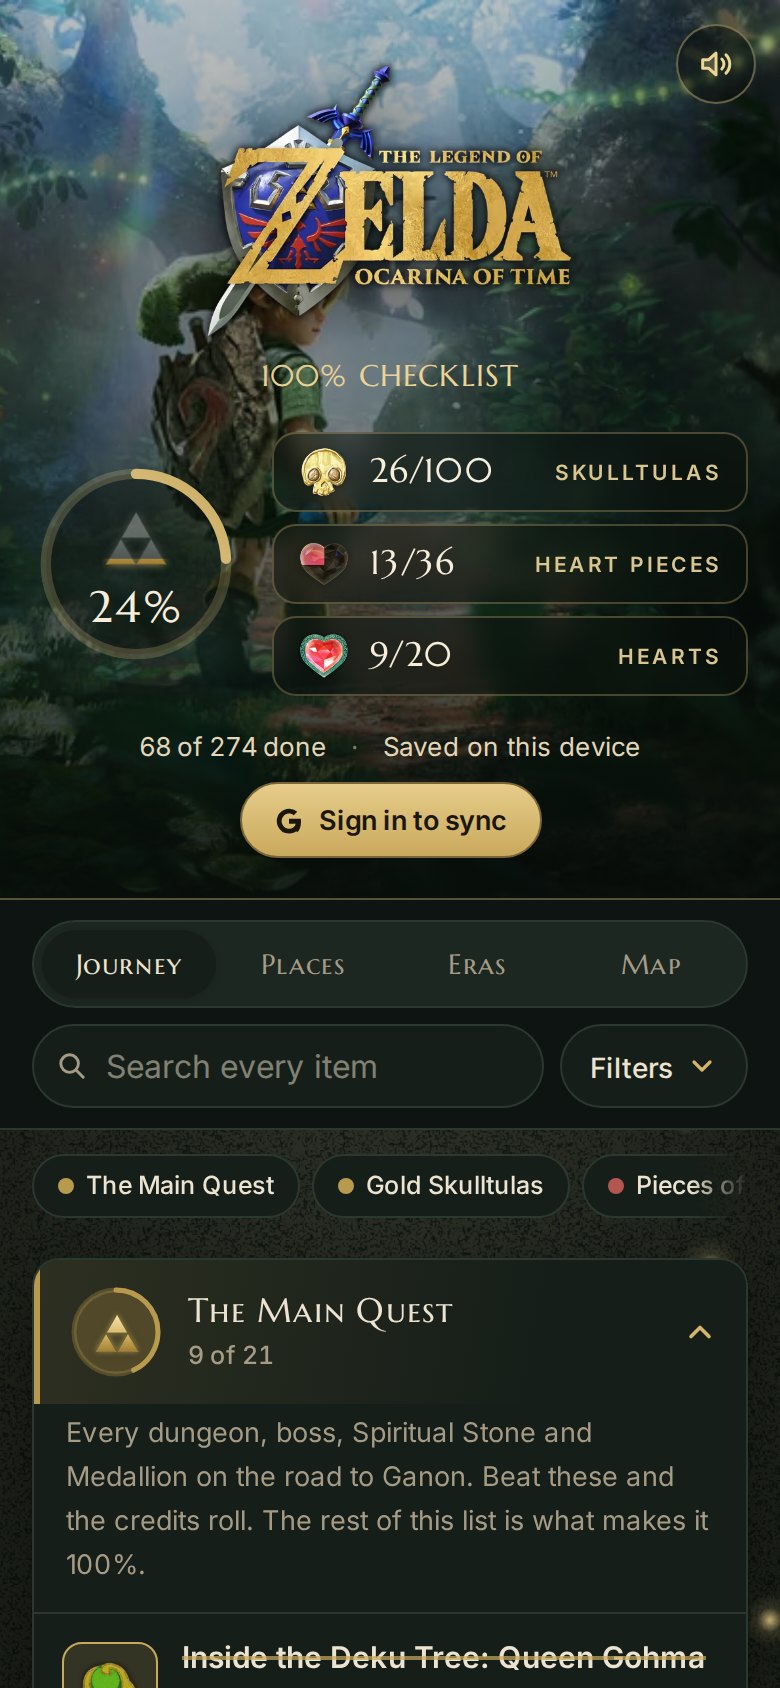 THE LEGEND OF
ZELDA™
OCARINA OF TIME
100% CHECKLIST
26/100 SKULLTULAS
13/36 HEART PIECES
24%
9/20 HEARTS
68 of 274 done · Saved on this device
G Sign in to sync
Journey Places Eras Map
Search every item Filters
The Main Quest Gold Skulltulas Pieces of
The Main Quest
9 of 21
Every dungeon, boss, Spiritual Stone and
Medallion on the road to Ganon. Beat these and
the credits roll. The rest of this list is what makes it
100%.
Inside the Deku Tree: Queen Gohma